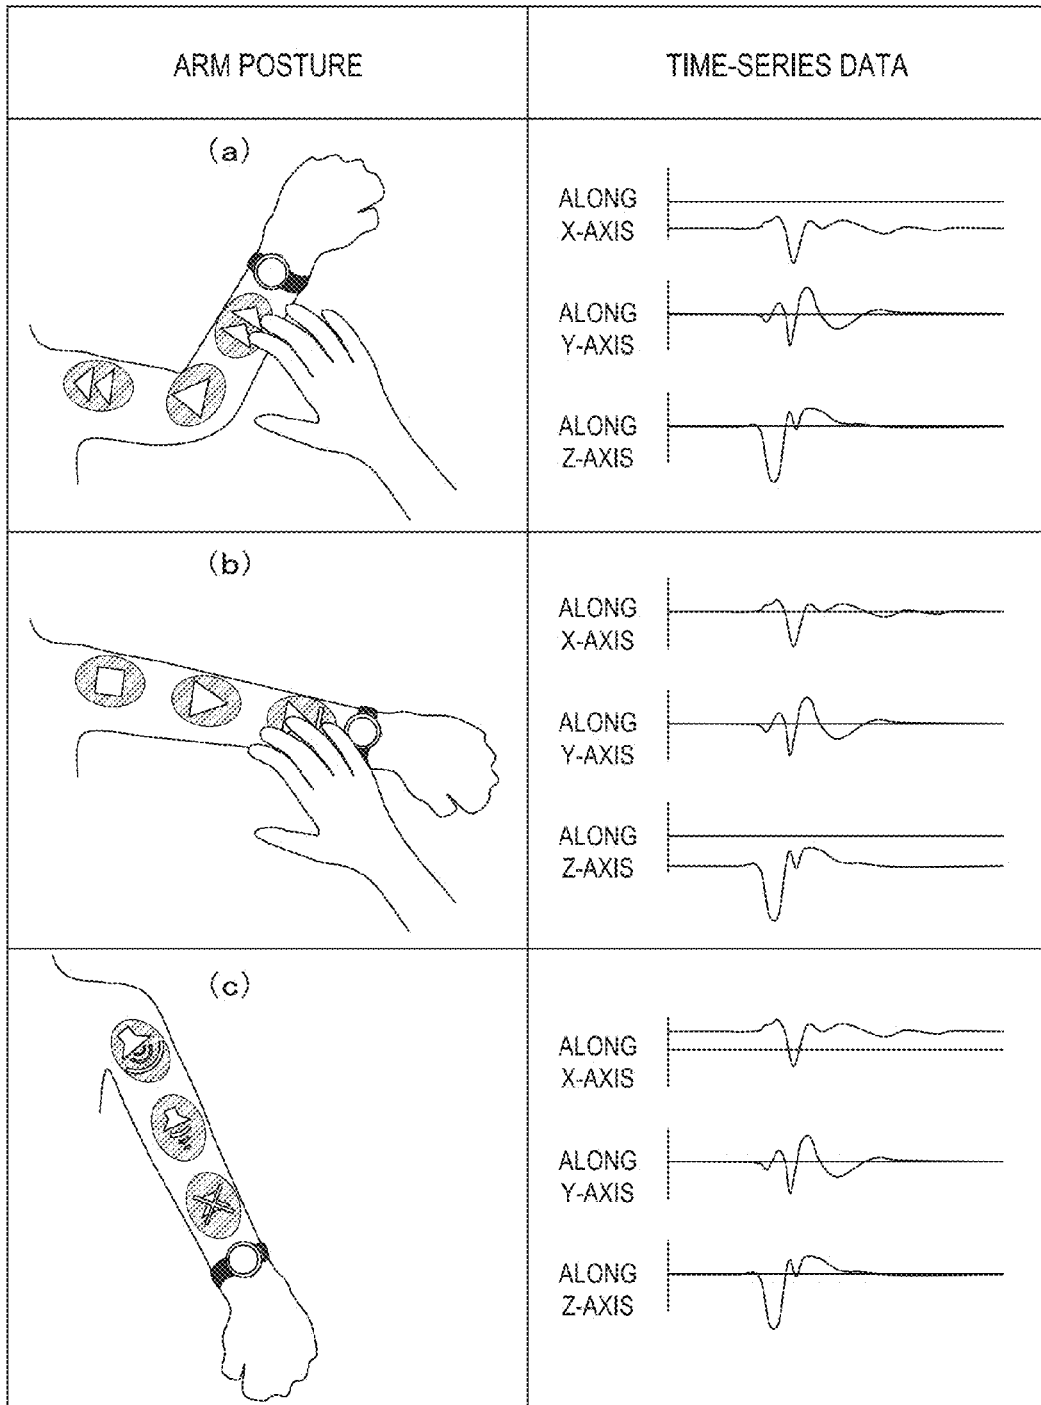 ARM POSTURE
TIME-SERIES DATA
(a)
ALONG
X-AXIS
ALONG
Y-AXIS
ALONG
Z-AXIS
(b)
ALONG
X-AXIS
ALONG
Y-AXIS
ALONG
Z-AXIS
(c)
ALONG
X-AXIS
ALONG
Y-AXIS
ALONG
Z-AXIS